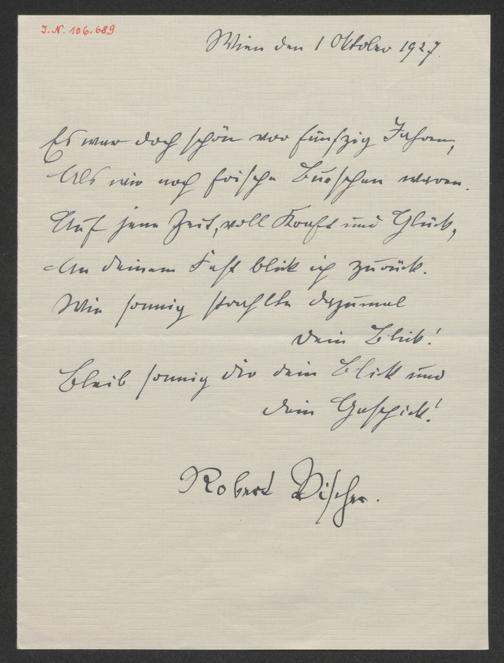 J.N. 106.689
Wien den 1 Oktober 1927.
Es war doch schön vor fünfzig Jahren,
Als wir noch frische Burschen waren.
Auf jene Zeit, voll Kraft und Glück,
An deinem Fest blick ich zurück.
Wie sonnig strahlte dazumal
dein Blick!
Bleib sonnig dir dein Blick und
dein Geschick!
Robert Fischer.